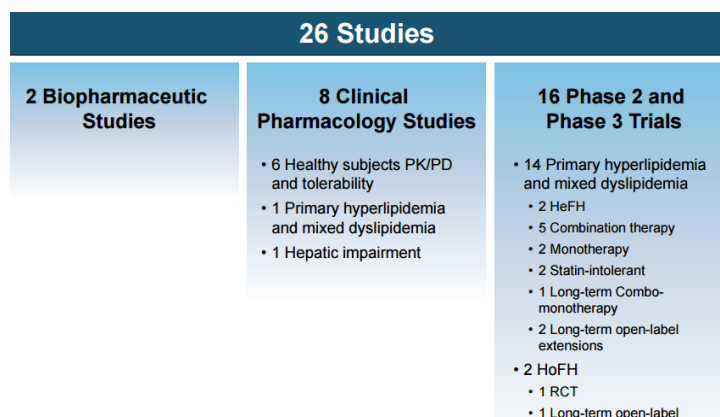 26 Studies
2 Biopharmaceutic
Studies
8 Clinical
Pharmacology Studies
• 6 Healthy subjects PK/PD
and tolerability
• 1 Primary hyperlipidemia
and mixed dyslipidemia
• 1 Hepatic impairment
16 Phase 2 and
Phase 3 Trials
• 14 Primary hyperlipidemia
and mixed dyslipidemia
• 2 HeFH
• 5 Combination therapy
• 2 Monotherapy
• 2 Statin-intolerant
• 1 Long-term Combo-
monotherapy
• 2 Long-term open-label
extensions
• 2 HoFH
• 1 RCT
• 1 Long-term open-label